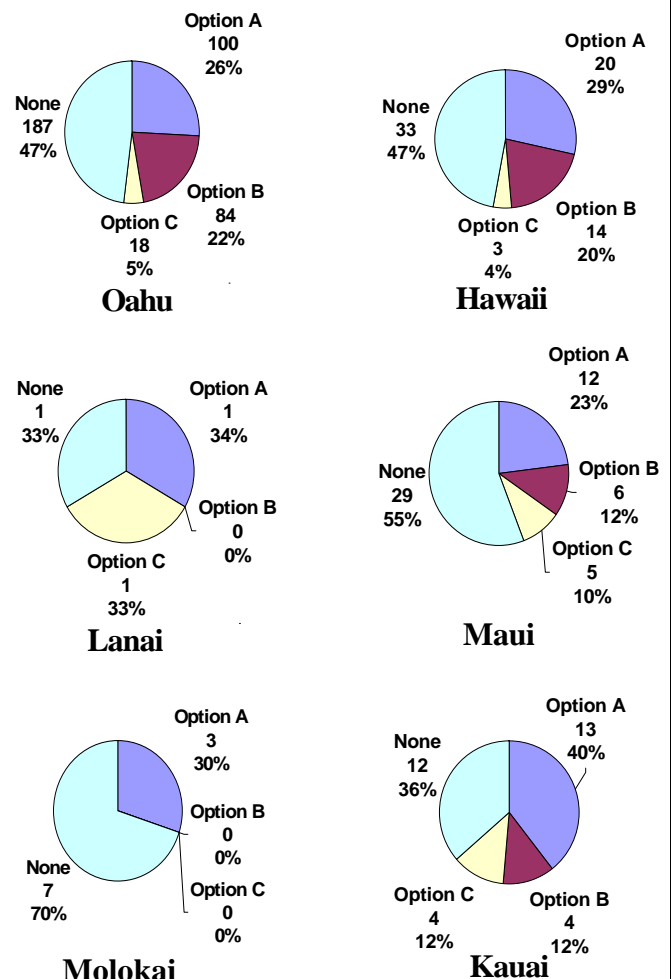 Option A
100
26%
None
187
47%
Option B
84
22%
Option C
18
5%
Oahu
Option A
20
29%
None
33
47%
Option B
14
20%
Option C
3
4%
Hawaii
None
1
33%
Option A
1
34%
Option B
0
0%
Option C
1
33%
Lanai
Option A
12
23%
None
29
55%
Option B
6
12%
Option C
5
10%
Maui
Option A
3
30%
Option B
0
0%
None
7
70%
Option C
0
0%
Molokai
Option A
13
40%
None
12
36%
Option C
4
12%
Option B
4
12%
Kauai